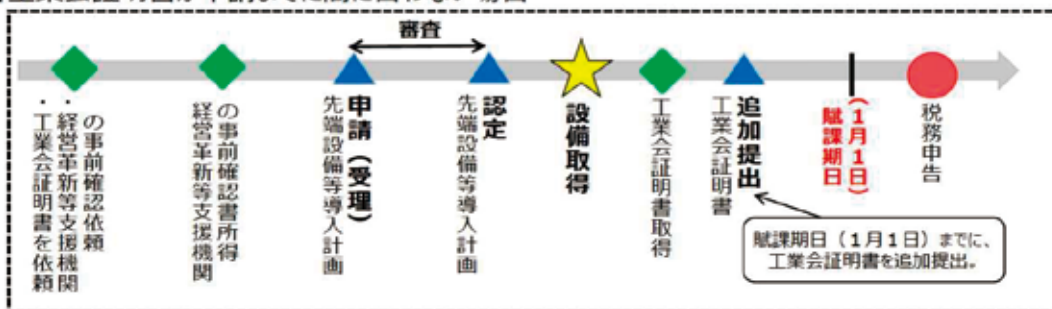 審査
・工業会証明書を依頼
・経営革新等支援機関
の事前確認依頼
経営革新等支援機関
の事前確認書所得
先端設備等導入計画
申請（受理）
先端設備等導入計画
認定
設備取得
工業会証明書取得
工業会証明書
追加提出
賦課期日
（１月１日）
税務申告
賦課期日（１月１日）までに、
工業会証明書を追加提出。